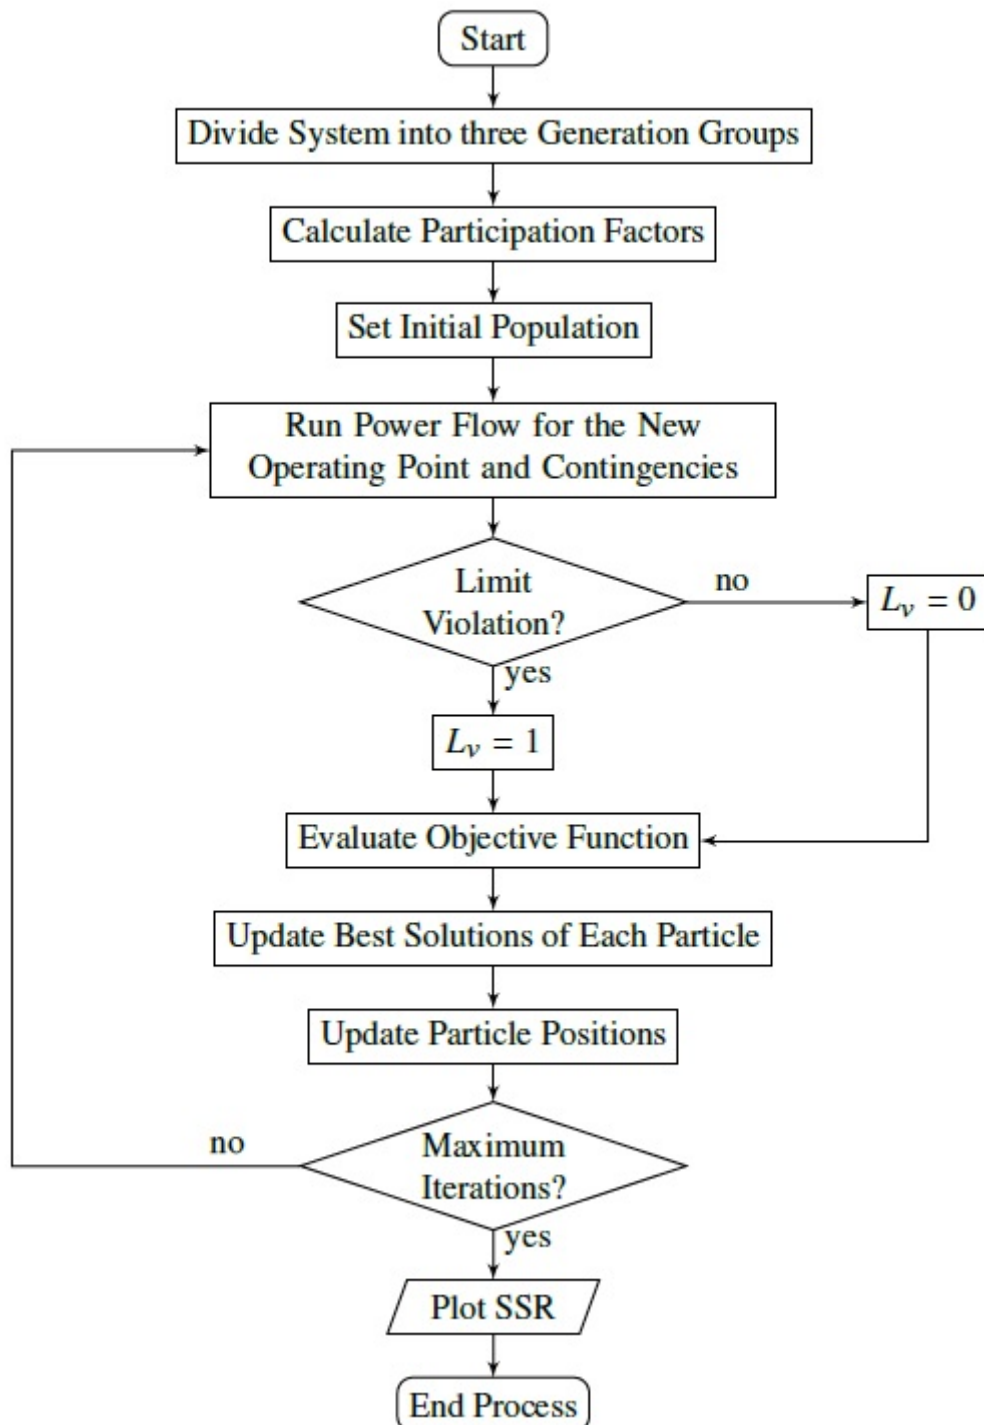 Start
Divide System into three Generation Groups
Calculate Participation Factors
Set Initial Population
Run Power Flow for the New
Operating Point and Contingencies
Limit
Violation?
no
L_v = 0
yes
L_v = 1
Evaluate Objective Function
Update Best Solutions of Each Particle
Update Particle Positions
no
Maximum
Iterations?
yes
Plot SSR
End Process